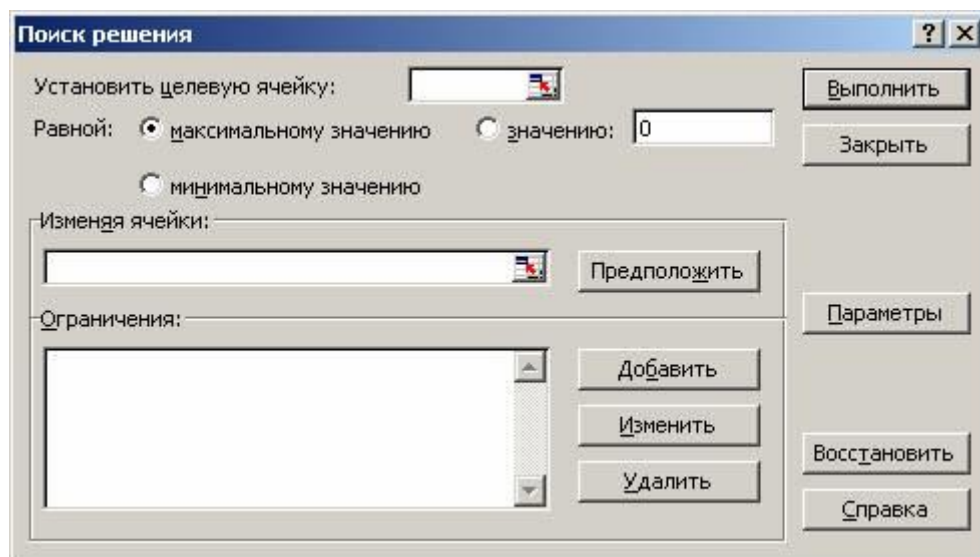 Поиск решения
Установить целевую ячейку:
Выполнить
Равной: максимальному значению значению: 0
Закрыть
минимальному значению
Изменяя ячейки:
Предположить
Параметры
Ограничения:
Добавить
Изменить
Удалить
Восстановить
Справка